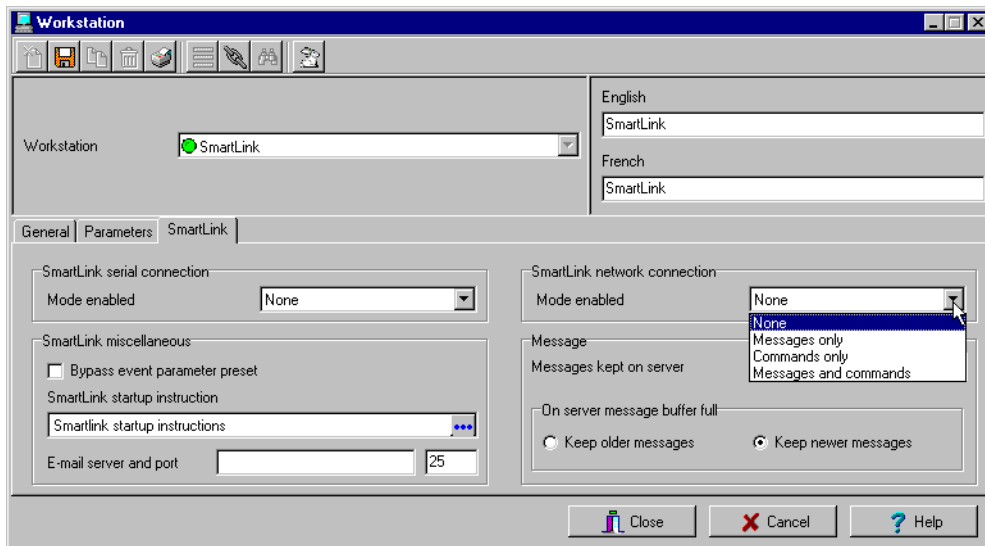 Workstation
English
SmartLink
Workstation
SmartLink
French
SmartLink
General
Parameters
SmartLink
SmartLink serial connection
Mode enabled
None
SmartLink network connection
Mode enabled
None
None
Messages only
Commands only
Messages and commands
SmartLink miscellaneous
Bypass event parameter preset
SmartLink startup instruction
Smartlink startup instructions
E-mail server and port
25
Message
Messages kept on server
On server message buffer full
Keep older messages
Keep newer messages
Close
Cancel
Help